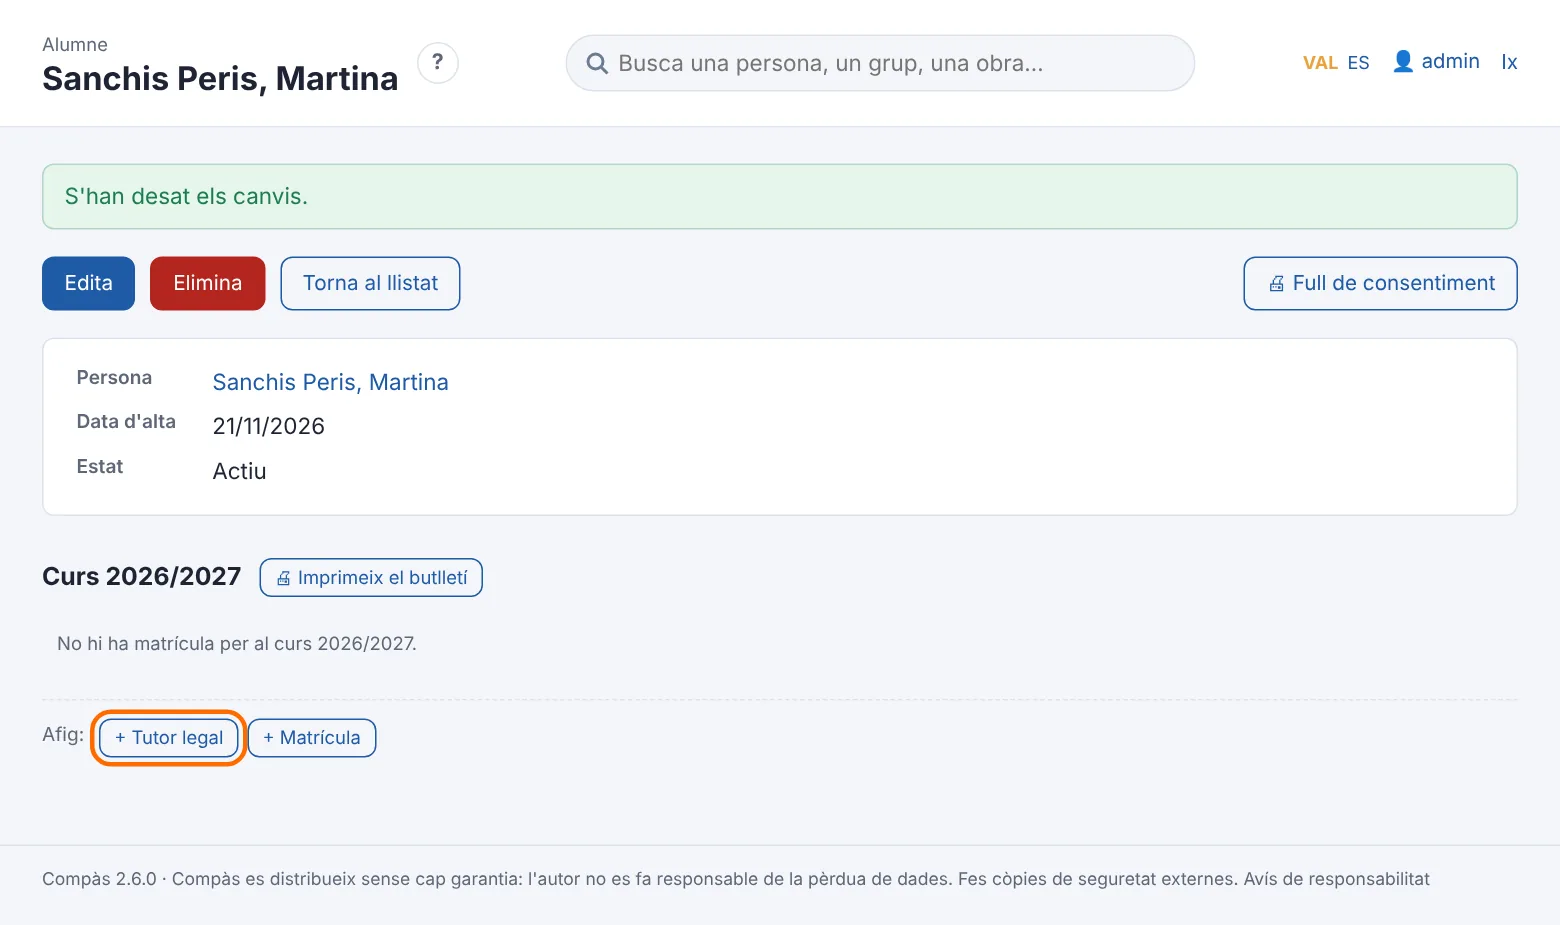 Alumne
Sanchis Peris, Martina
?
Busca una persona, un grup, una obra...
VAL ES
admin
Ix
S'han desat els canvis.
Edita
Elimina
Torna al llistat
Full de consentiment
Persona
Sanchis Peris, Martina
Data d'alta
21/11/2026
Estat
Actiu
Curs 2026/2027
Imprimeix el butlletí
No hi ha matrícula per al curs 2026/2027.
Afig:
+ Tutor legal
+ Matrícula
Compàs 2.6.0 · Compàs es distribueix sense cap garantia: l'autor no es fa responsable de la pèrdua de dades. Fes còpies de seguretat externes. Avís de responsabilitat